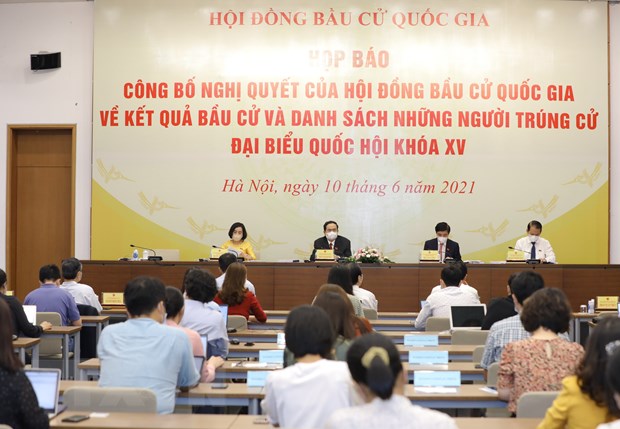 HỘI ĐỒNG BẦU CỬ QUỐC GIA
HỌP BÁO
CÔNG BỐ NGHỊ QUYẾT CỦA HỘI ĐỒNG BẦU CỬ QUỐC GIA
VỀ KẾT QUẢ BẦU CỬ VÀ DANH SÁCH NHỮNG NGƯỜI TRÚNG CỬ
ĐẠI BIỂU QUỐC HỘI KHÓA XV
Hà Nội, ngày 10 tháng 6 năm 2021